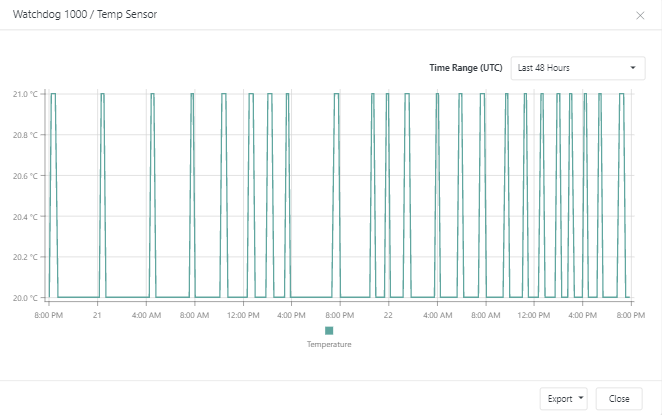 Watchdog 1000 / Temp Sensor
Time Range (UTC) Last 48 Hours
21.0 °C
20.8 °C
20.6 °C
20.4 °C
20.2 °C
20.0 °C
8:00 PM 21 4:00 AM 8:00 AM 12:00 PM 4:00 PM 8:00 PM 22 4:00 AM 8:00 AM 12:00 PM 4:00 PM 8:00 PM
Temperature
Export Close